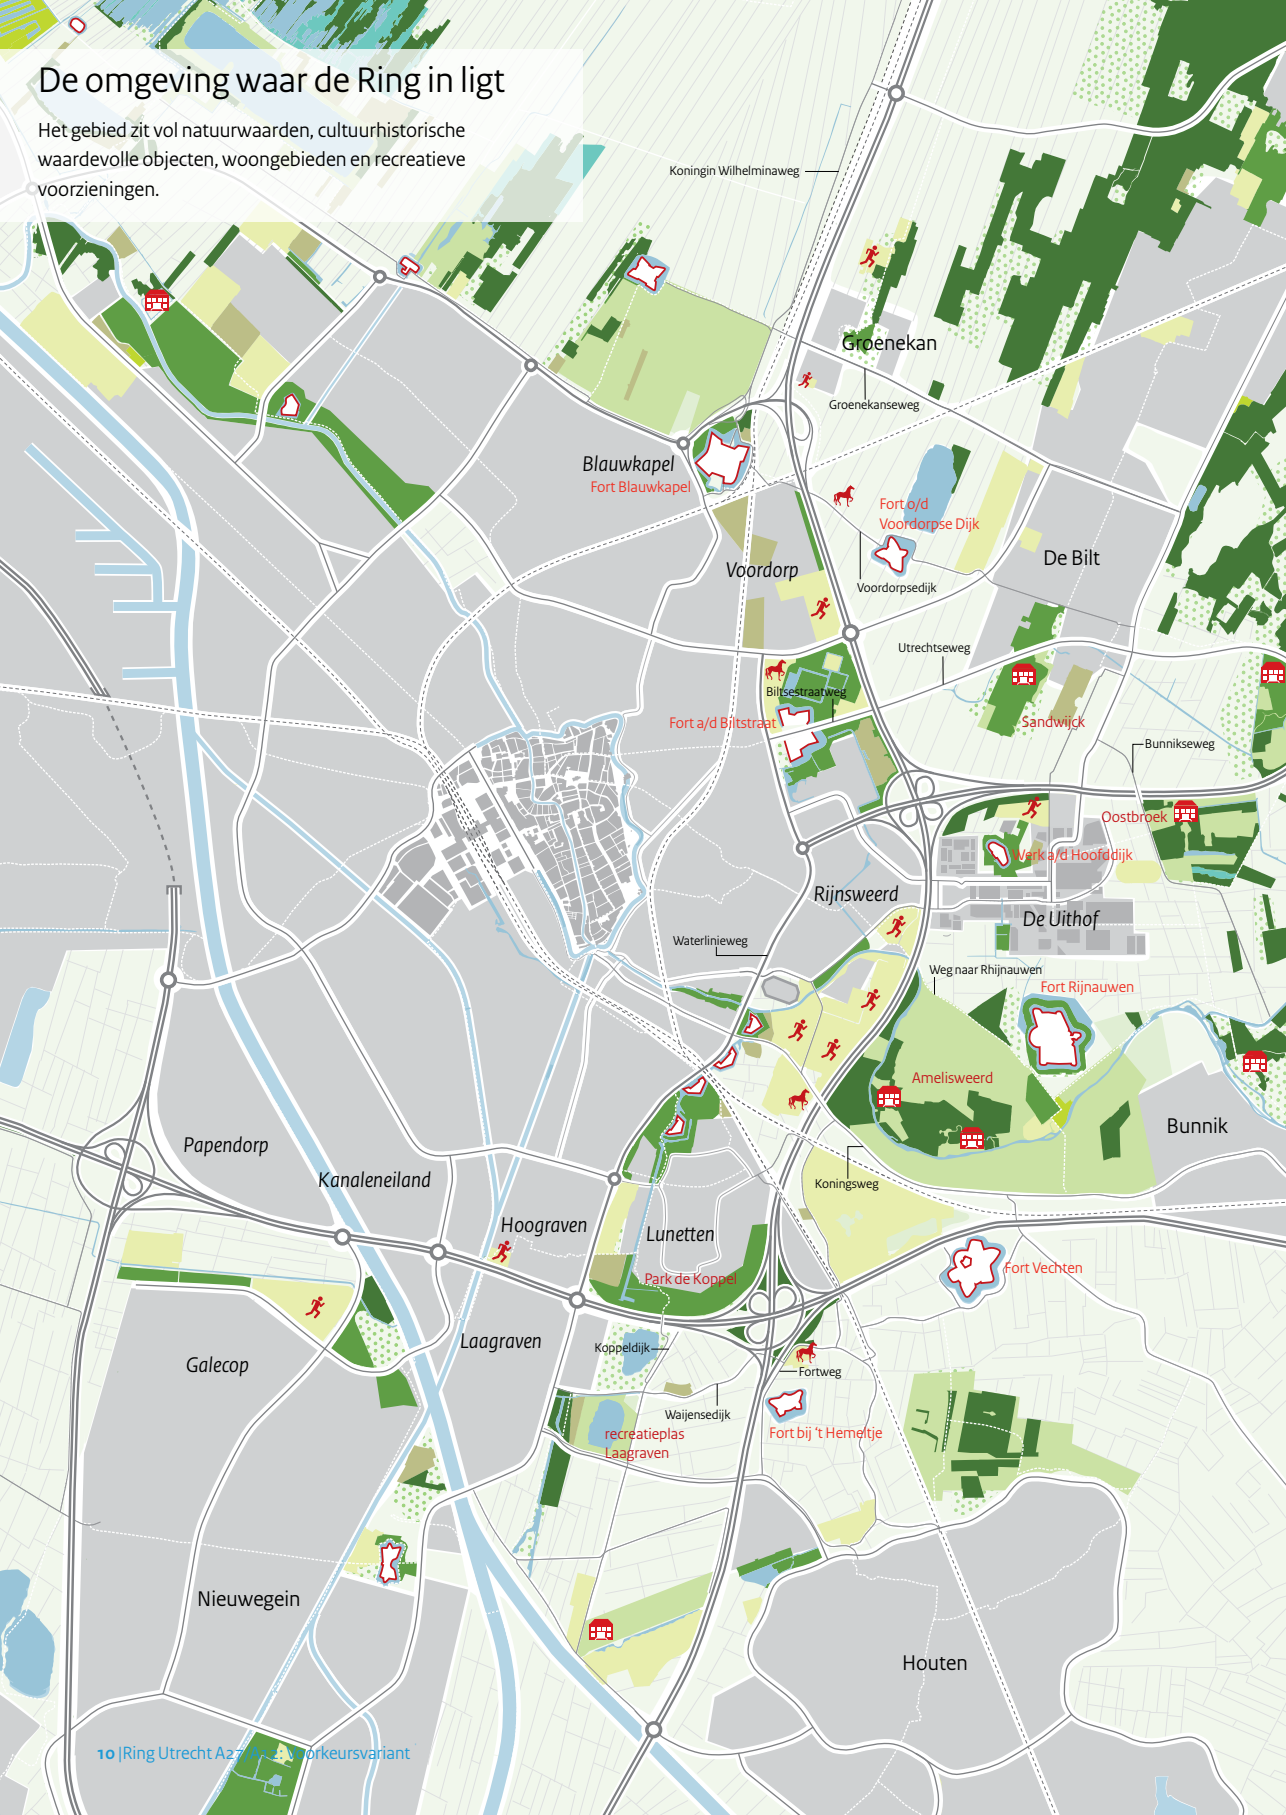 De omgeving waar de Ring in ligt
Het gebied zit vol natuurwaarden, cultuurhistorische
waardevolle objecten, woongebieden en recreatieve
voorzieningen.
Koningin Wilhelminaweg
Groenekan
Groenekanseweg
Blauwkapel
Fort Blauwkapel
Fort o/d
Voordorpse Dijk
De Bilt
Voordorp
Voordorpsedijk
Utrechtseweg
Biltsestraatweg
Fort a/d Biltstraat
Sandwijck
Bunnikseweg
Oostbroek
Werk a/d Hoofddijk
Rijnsweerd
De Uithof
Waterlinieweg
Weg naar Rhijnauwen
Fort Rijnauwen
Amelisweerd
Bunnik
Papendorp
Kanaleneiland
Koningsweg
Hoograven
Lunetten
Park de Koppel
Fort Vechten
Laagraven
Koppeldijk
Galecop
Fortweg
Waijensedijk
Fort bij ‘t Hemeltje
recreatieplas
Laagraven
Nieuwegein
Houten
10 |Ring Utrecht A27/A12: Voorkeursvariant